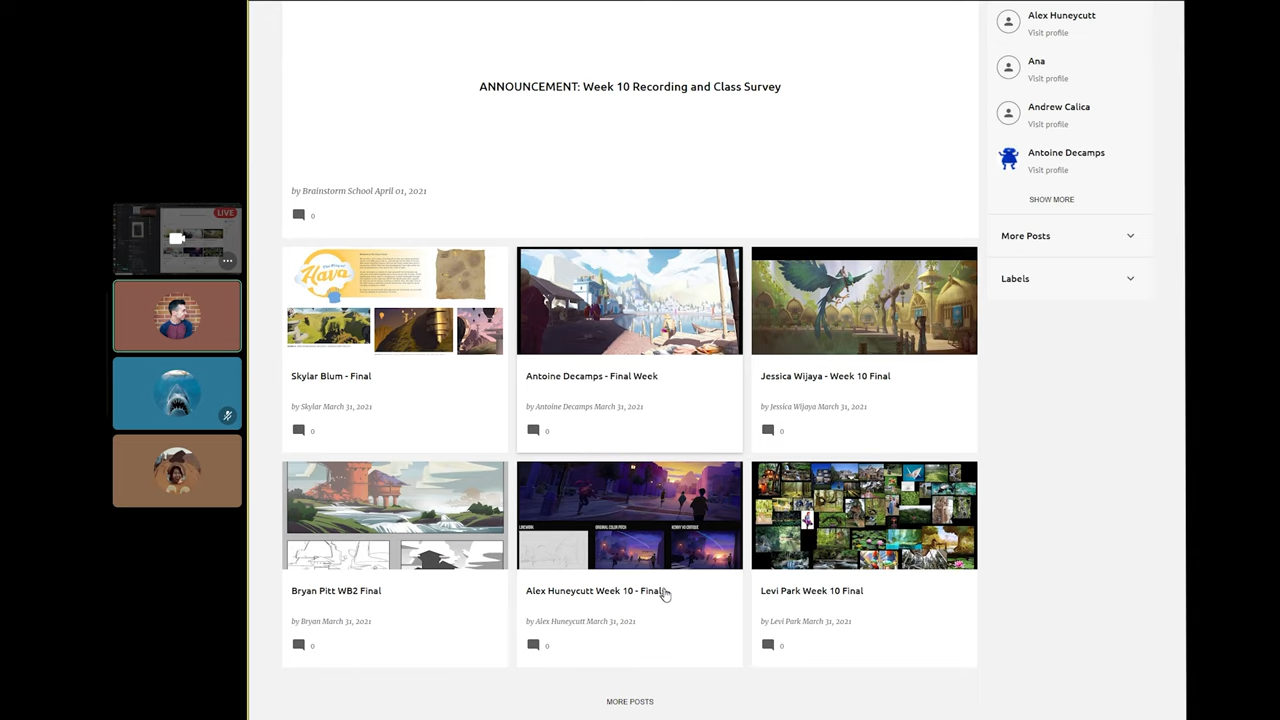 ANNOUNCEMENT: Week 10 Recording and Class Survey
by Brainstorm School April 01, 2021
0
LIVE
Skylar Blum - Final
by Skylar March 31, 2021
0
Antoine Decamps - Final Week
by Antoine Decamps March 31, 2021
0
Jessica Wijaya - Week 10 Final
by Jessica Wijaya March 31, 2021
0
LINEWORK
ORIGINAL COLOR PITCH
Bryan Pitt WB2 Final
by Bryan March 31, 2021
0
Alex Huneycutt Week 10 - Final
by Alex Huneycutt March 31, 2021
0
Levi Park Week 10 Final
by Levi Park March 31, 2021
0
MORE POSTS
Alex Huneycutt
Visit profile
Ana
Visit profile
Andrew Calica
Visit profile
Antoine Decamps
Visit profile
SHOW MORE
More Posts
Labels